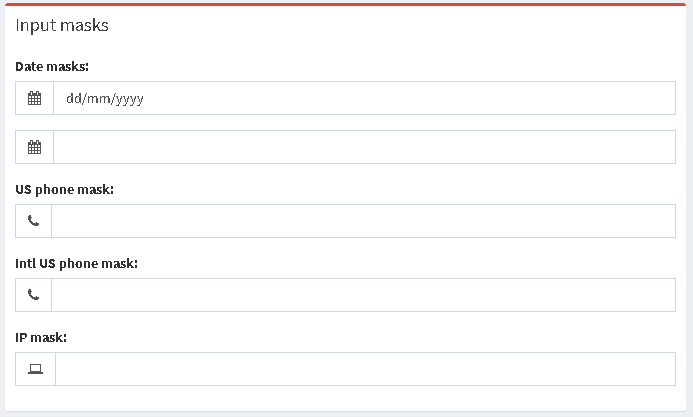 Input masks
Date masks:
dd/mm/yyyy
US phone mask:
Intl US phone mask:
IP mask: